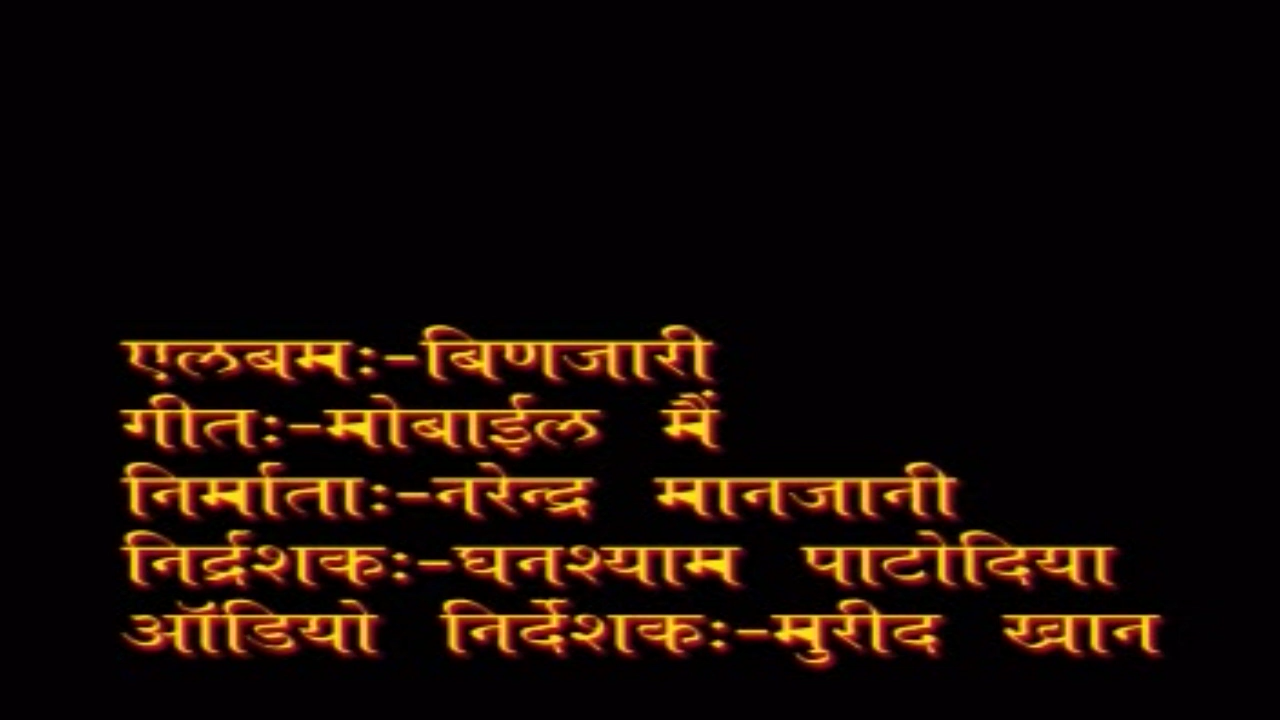 एलबमः-बिणजारी
गीतः-मोबाईल मैं
निर्माताः-नरेन्द्र मानजानी
निर्द्रशकः-घनश्याम पाटोदिया
ऑडियो निर्देशकः-मुरीद खान